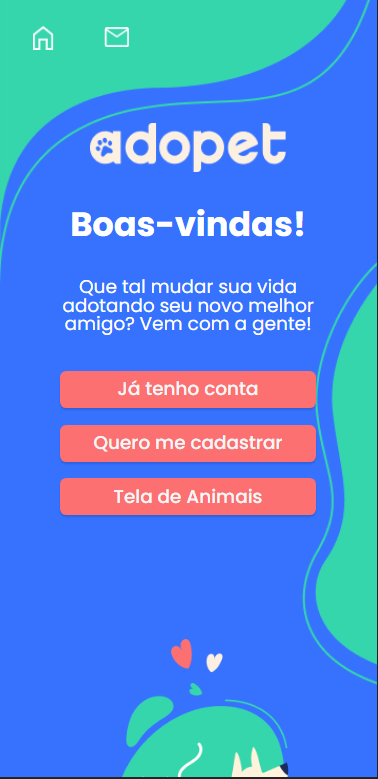 adopet
Boas-vindas!
Que tal mudar sua vida
adotando seu novo melhor
amigo? Vem com a gente!
Já tenho conta
Quero me cadastrar
Tela de Animais